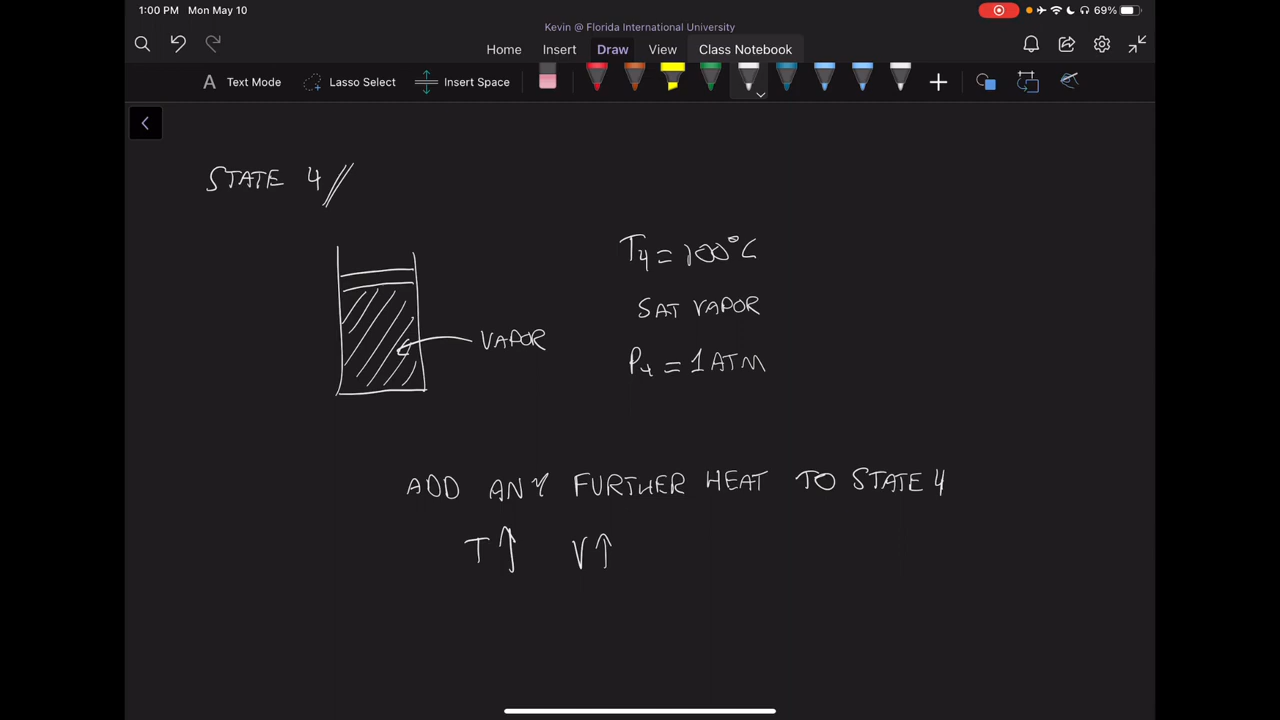 1:00 PM Mon May 10
69%
Kevin @ Florida International University
Home Insert Draw View Class Notebook
A Text Mode Lasso Select Insert Space
STATE 4
T4 = 100°C
SAT VAPOR
VAPOR
P4 = 1 ATM
ADD ANY FURTHER HEAT TO STATE 4
T↑ V↑